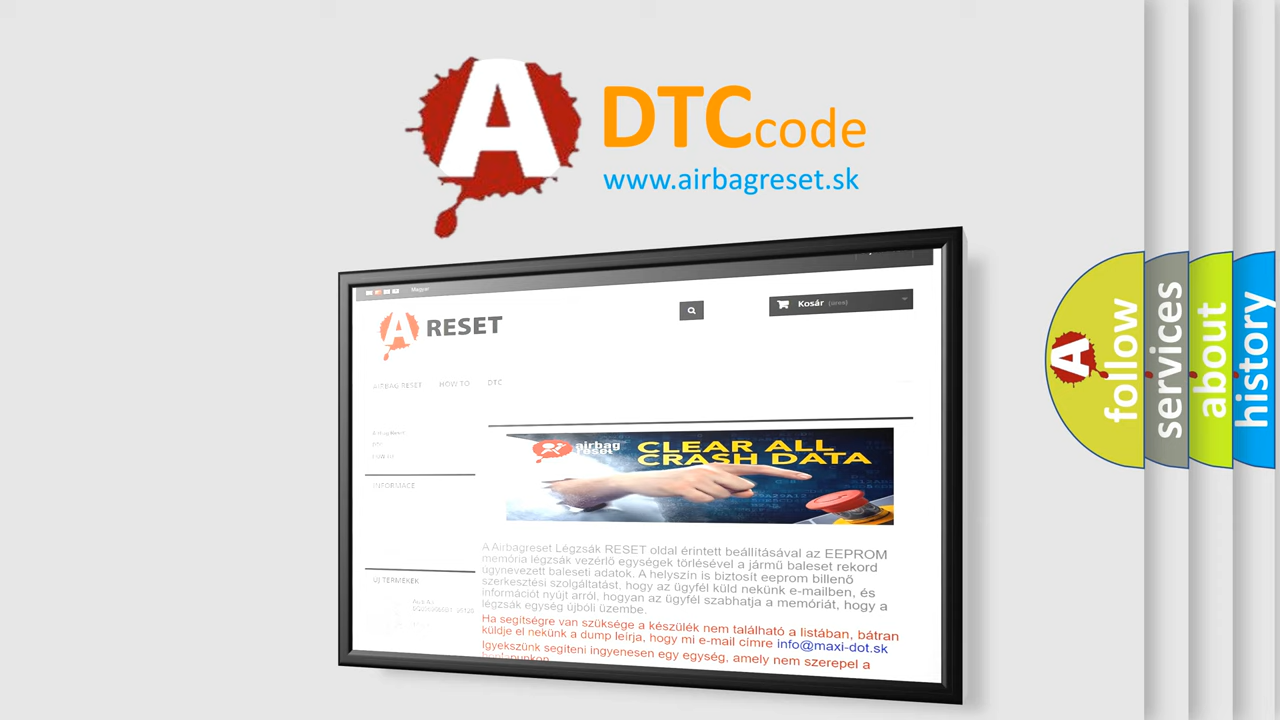 A DTC code
www.airbagreset.sk
Magyar
A RESET
Kosár (üres)
AIRBAG RESET HOW TO DTC
INFORMACE
ÚJ TERMÉKEK
airbag
reset
CLEAR ALL
CRASH DATA
A Airbagreset Légzsák RESET oldal érintett beállításával az EEPROM
memória légzsák vezérlő egységek törlésével a jármű baleset rekord
úgynevezett baleseti adatok. A helyszín is biztosít eeprom billenő
szerkesztési szolgáltatást, hogy az ügyfél küld nekünk e-mailben, és
információt nyújt arról, hogyan az ügyfél szabhatja a memóriát, hogy a
légzsák egység újbóli üzembe.
Ha segítségre van szüksége a készülék nem található a listában, bátran
küldje el nekünk a dump leírja, hogy mi e-mail címre info@maxi-dot.sk
Igyekszünk segíteni ingyenesen egy egység, amely nem szerepel a
A
follow
services
about
history